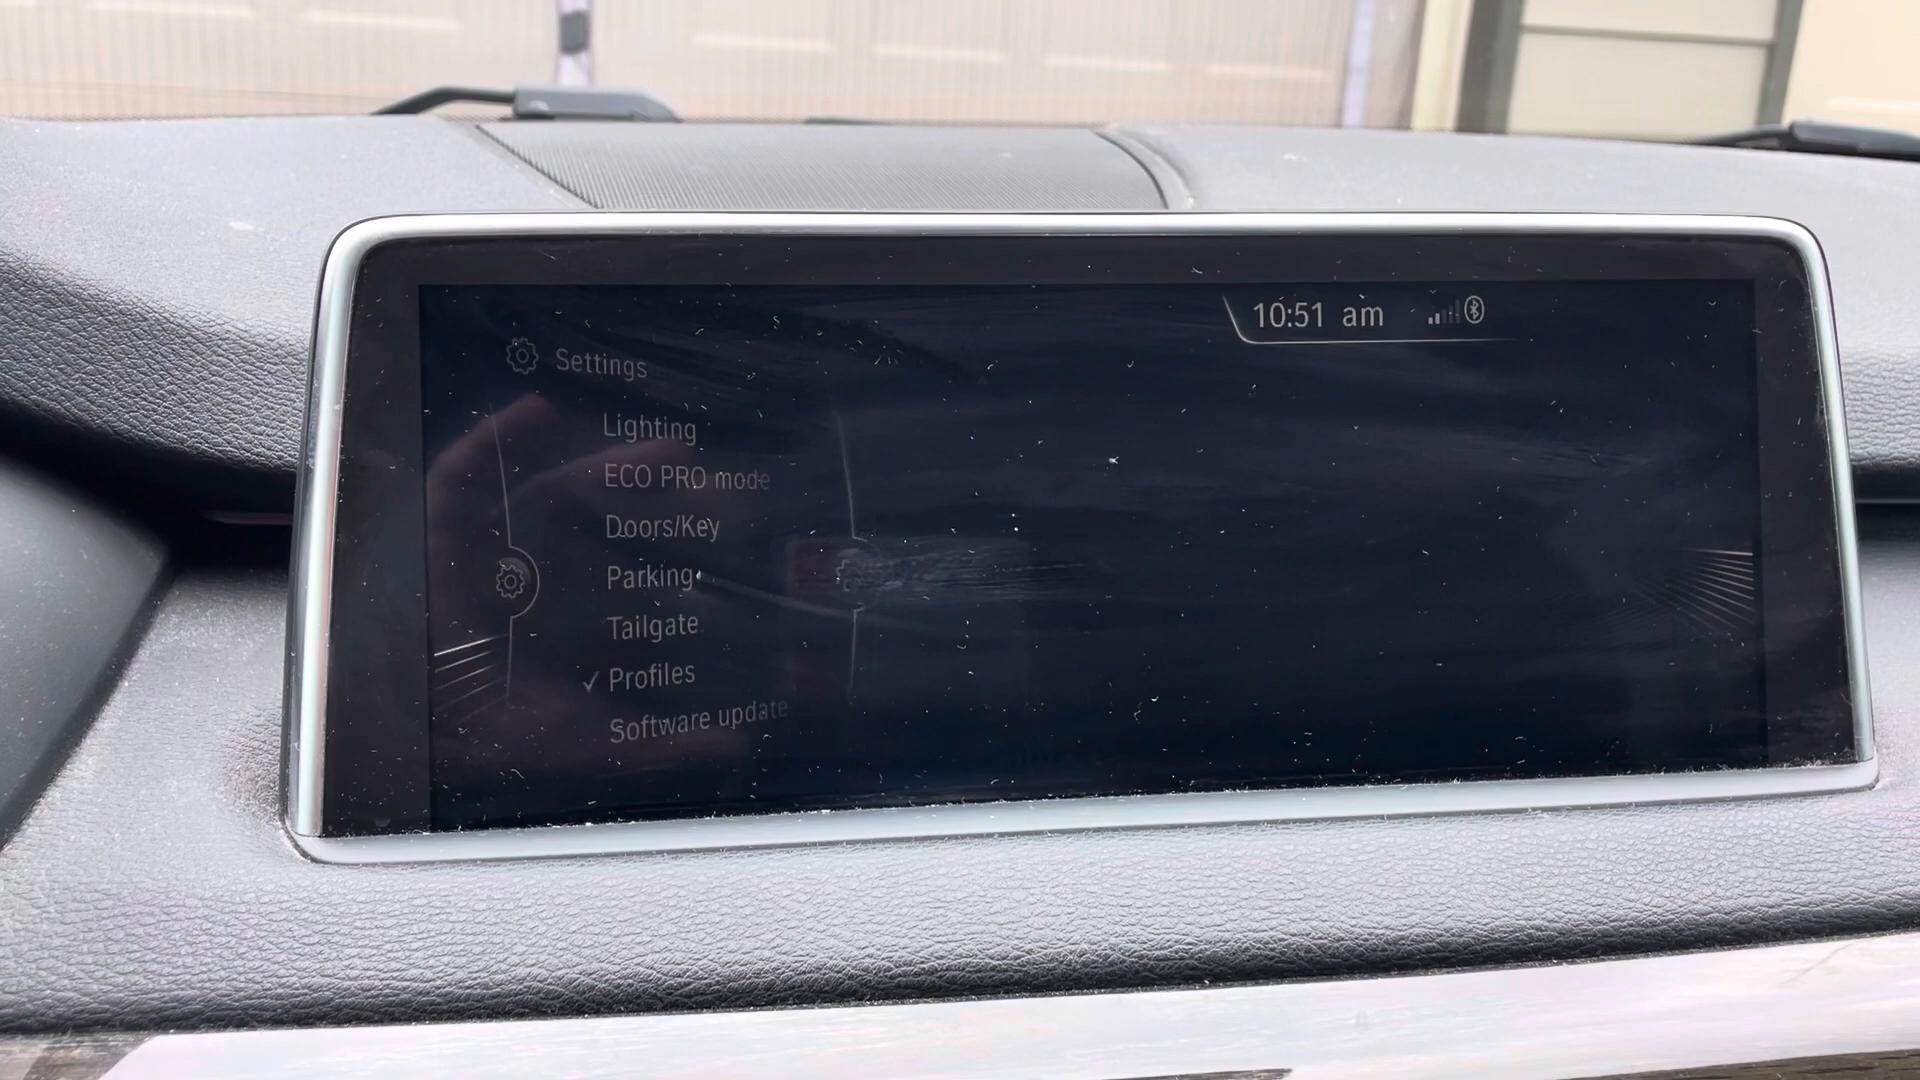 10:51 am
Settings
Lighting
ECO PRO mode
Doors/Key
Parking
Tailgate
✓ Profiles
Software update